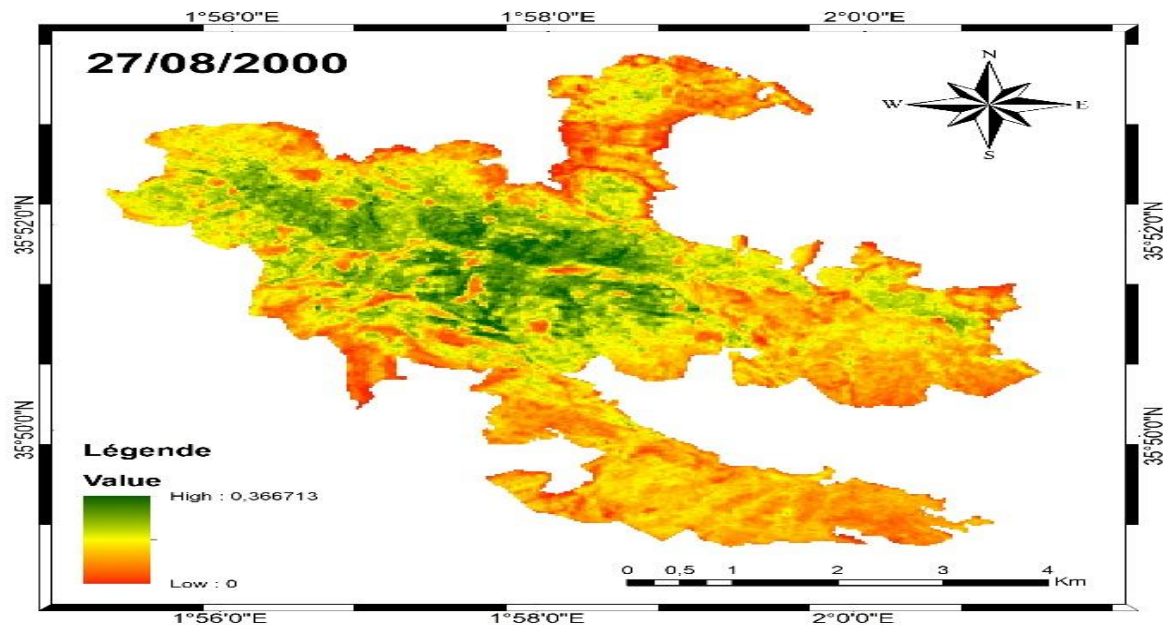 1°56'0"E 1°58'0"E 2°0'0"E
27/08/2000
N
W E
S
35°52'0"N 35°52'0"N
35°50'0"N 35°50'0"N
Légende
Value
High : 0,366713
Low : 0
0 0,5 1 2 3 4
Km
1°56'0"E 1°58'0"E 2°0'0"E